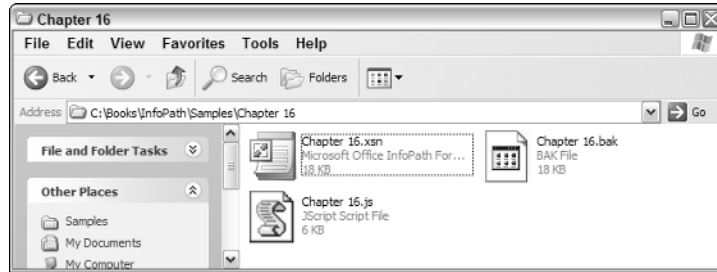 Chapter 16
File Edit View Favorites Tools Help
Back Search Folders
Address C:\Books\InfoPath\Samples\Chapter 16 Go
File and Folder Tasks
Other Places
Samples
My Documents
My Computer
Chapter 16.xsn
Microsoft Office InfoPath For...
18 KB
Chapter 16.bak
BAK File
18 KB
Chapter 16.js
JScript Script File
6 KB